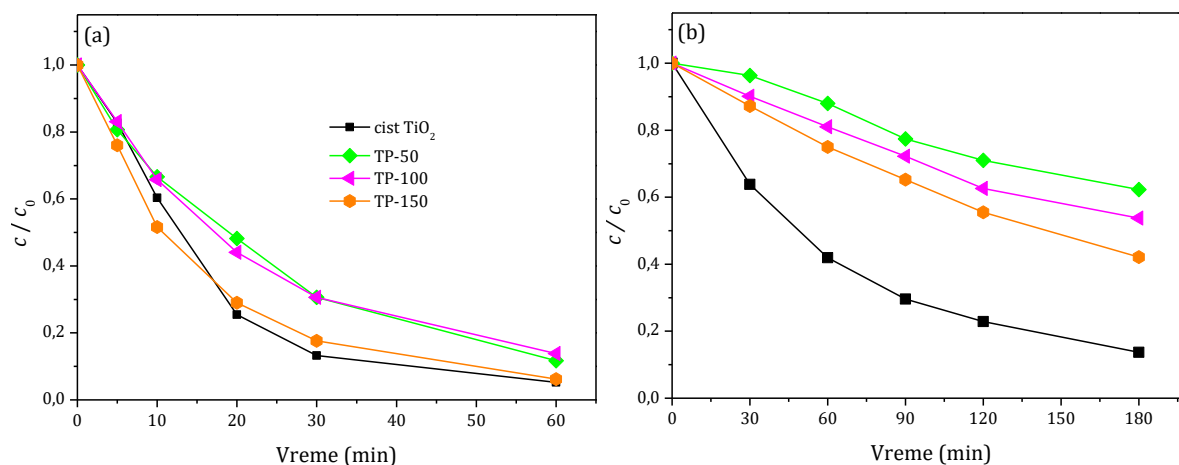 (a)
1,0
0,8
0,6
0,4
0,2
0,0
c / c₀
0 10 20 30 40 50 60
Vreme (min)
cist TiO₂
TP-50
TP-100
TP-150
(b)
1,0
0,8
0,6
0,4
0,2
0,0
c / c₀
0 30 60 90 120 150 180
Vreme (min)